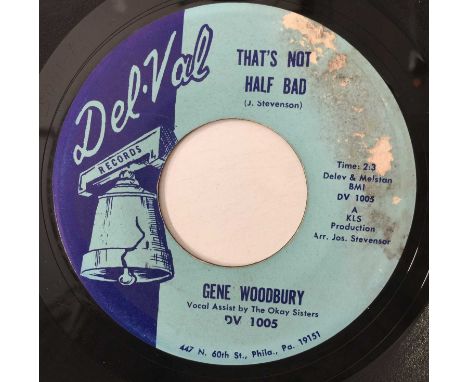 Del-Val
RECORDS
THAT'S NOT
HALF BAD
(J. Stevenson)
Time: 2:3
Delev & Melstan
BMI
DV 1005
A
KLS
Production
Arr. Jos. Stevenson
GENE WOODBURY
Vocal Assist by The Okay Sisters
DV 1005
447 N. 60th St., Phila., Pa. 19151